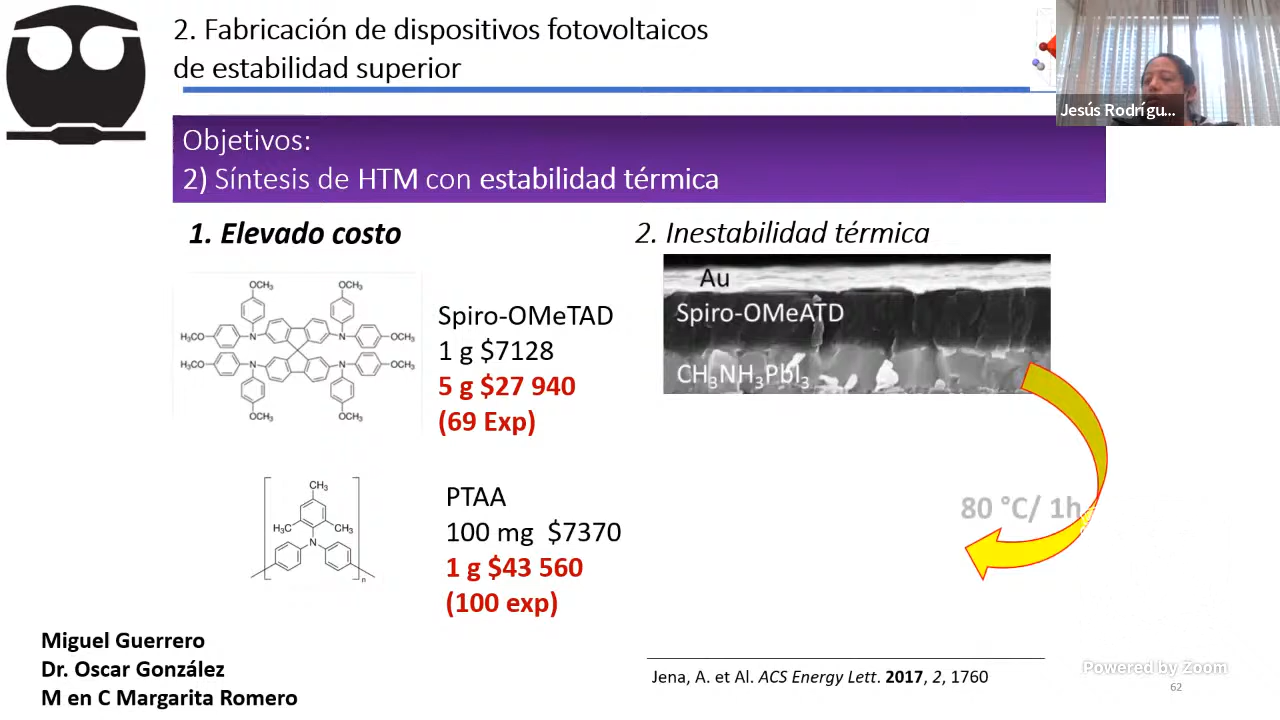 2. Fabricación de dispositivos fotovoltaicos
de estabilidad superior
Jesús Rodrígu...
Objetivos:
2) Síntesis de HTM con estabilidad térmica
1. Elevado costo
2. Inestabilidad térmica
OCH₃ OCH₃
H₃CO N N OCH₃
H₃CO N N OCH₃
OCH₃ OCH₃
Spiro-OMeTAD
1 g $7128
5 g $27 940
(69 Exp)
Au
Spiro-OMeATD
CH₃NH₃PbI₃
80 °C/ 1h
CH₃
H₃C CH₃
N
n
PTAA
100 mg $7370
1 g $43 560
(100 exp)
Miguel Guerrero
Dr. Oscar González
M en C Margarita Romero
Jena, A. et Al. ACS Energy Lett. 2017, 2, 1760
Powered by Zoom
62